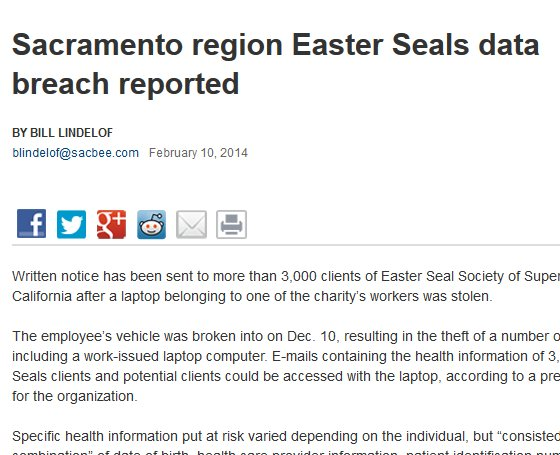 Sacramento region Easter Seals data
breach reported
BY BILL LINDELOF
blindelof@sacbee.com February 10, 2014
f g+
Written notice has been sent to more than 3,000 clients of Easter Seal Society of Super
California after a laptop belonging to one of the charity’s workers was stolen.
The employee’s vehicle was broken into on Dec. 10, resulting in the theft of a number o
including a work-issued laptop computer. E-mails containing the health information of 3,
Seals clients and potential clients could be accessed with the laptop, according to a pre
for the organization.
Specific health information put at risk varied depending on the individual, but “consisted
combination” of date of birth, health care provider information, patient identification num